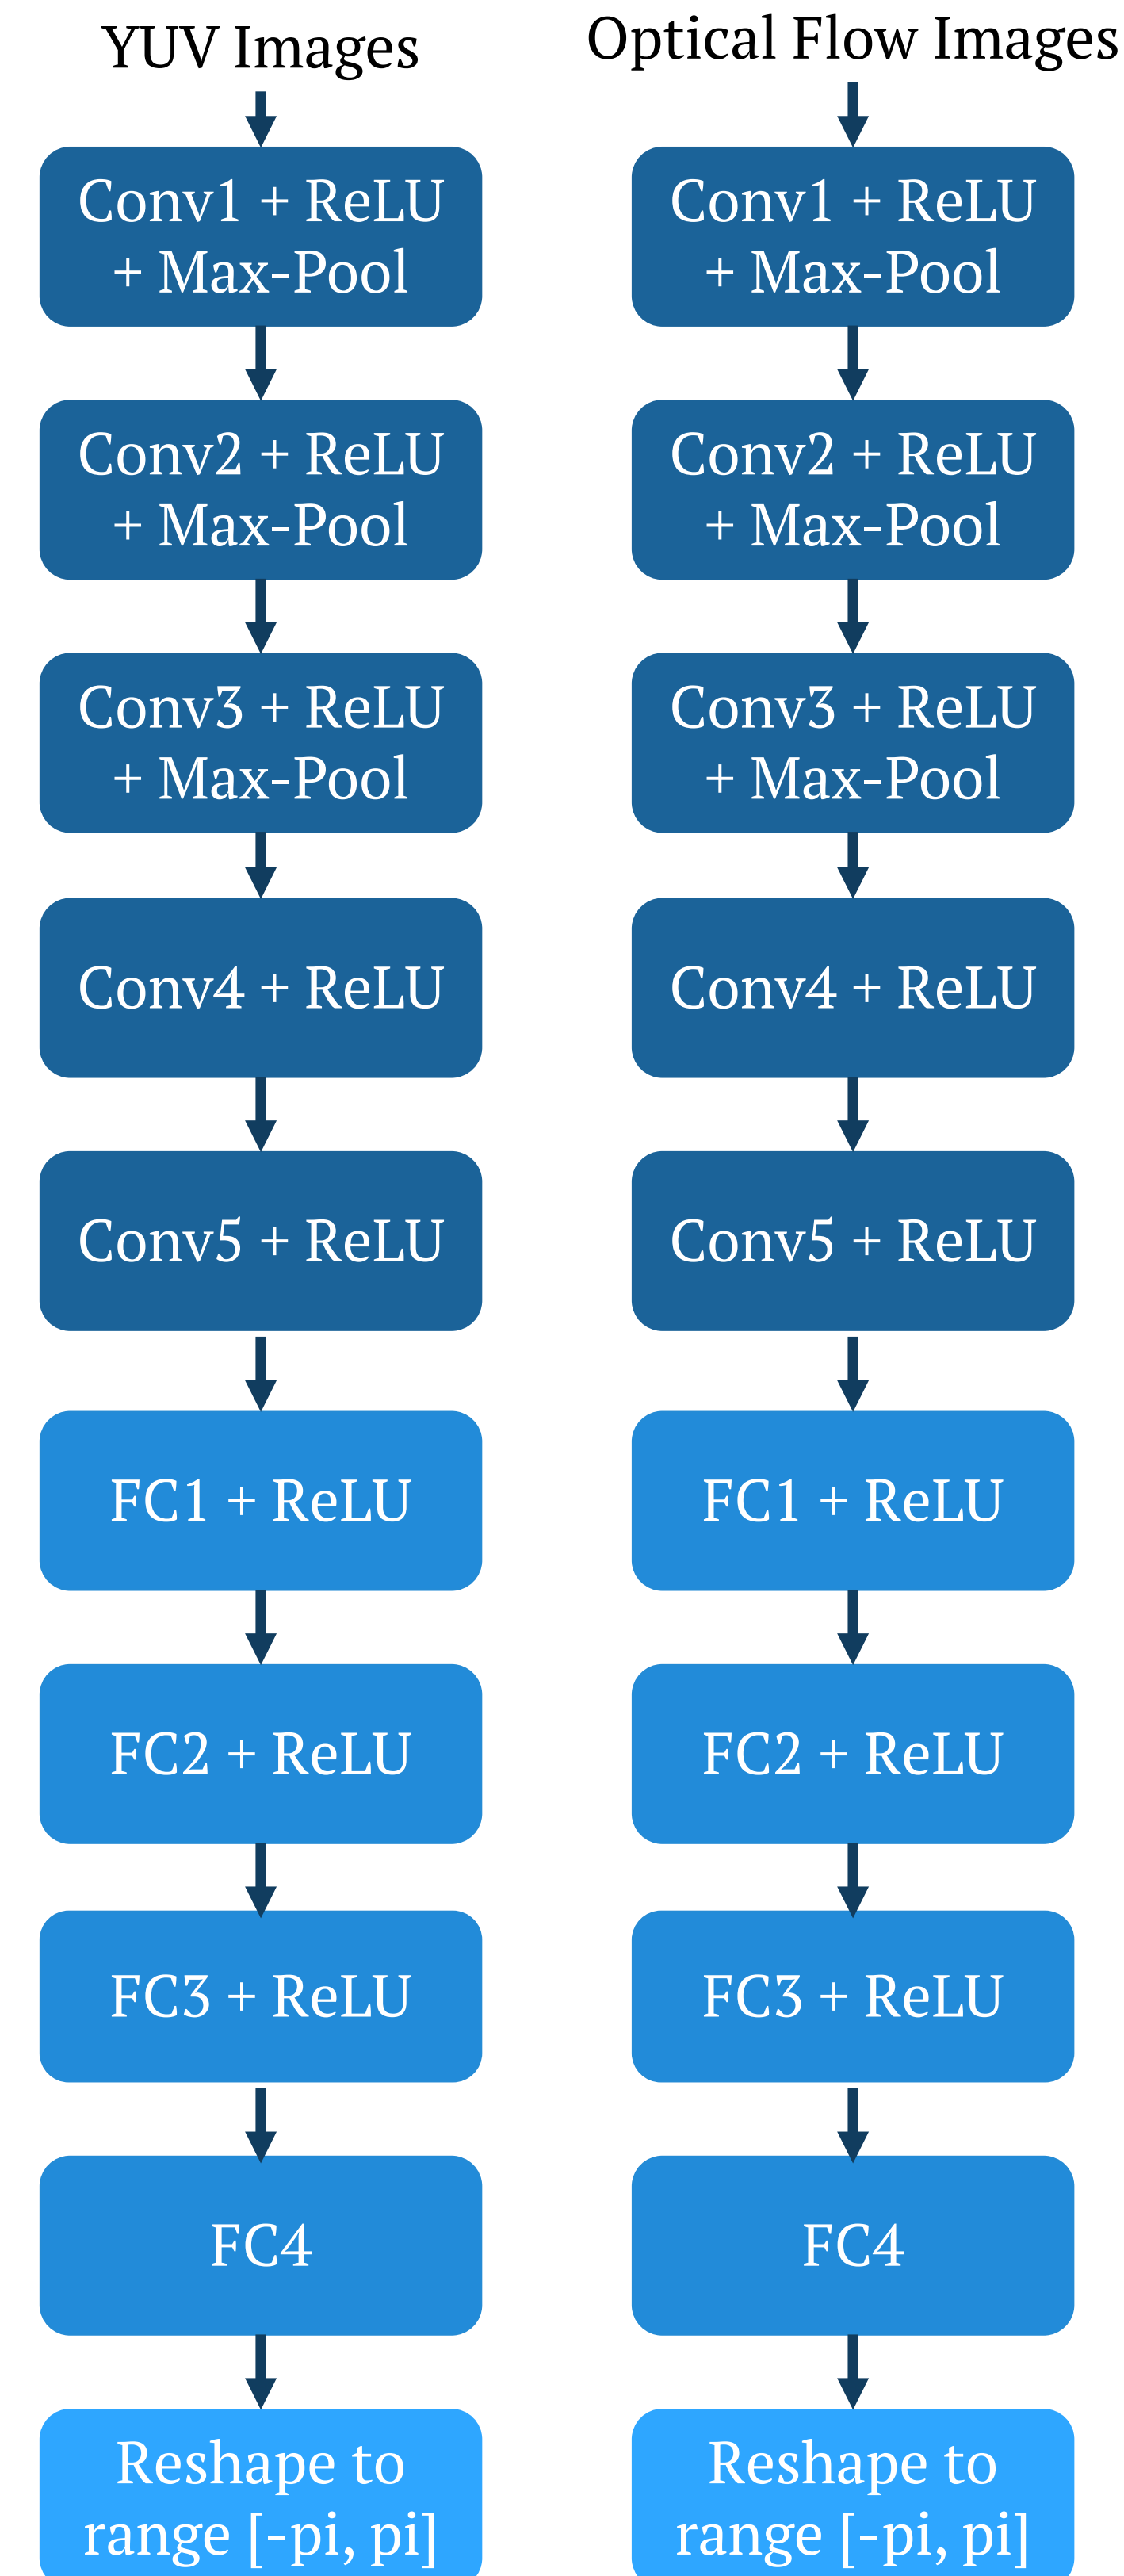 YUV Images
Conv1 + ReLU
+ Max-Pool
Conv2 + ReLU
+ Max-Pool
Conv3 + ReLU
+ Max-Pool
Conv4 + ReLU
Conv5 + ReLU
FC1 + ReLU
FC2 + ReLU
FC3 + ReLU
FC4
Reshape to
range [-pi, pi]
Optical Flow Images
Conv1 + ReLU
+ Max-Pool
Conv2 + ReLU
+ Max-Pool
Conv3 + ReLU
+ Max-Pool
Conv4 + ReLU
Conv5 + ReLU
FC1 + ReLU
FC2 + ReLU
FC3 + ReLU
FC4
Reshape to
range [-pi, pi]